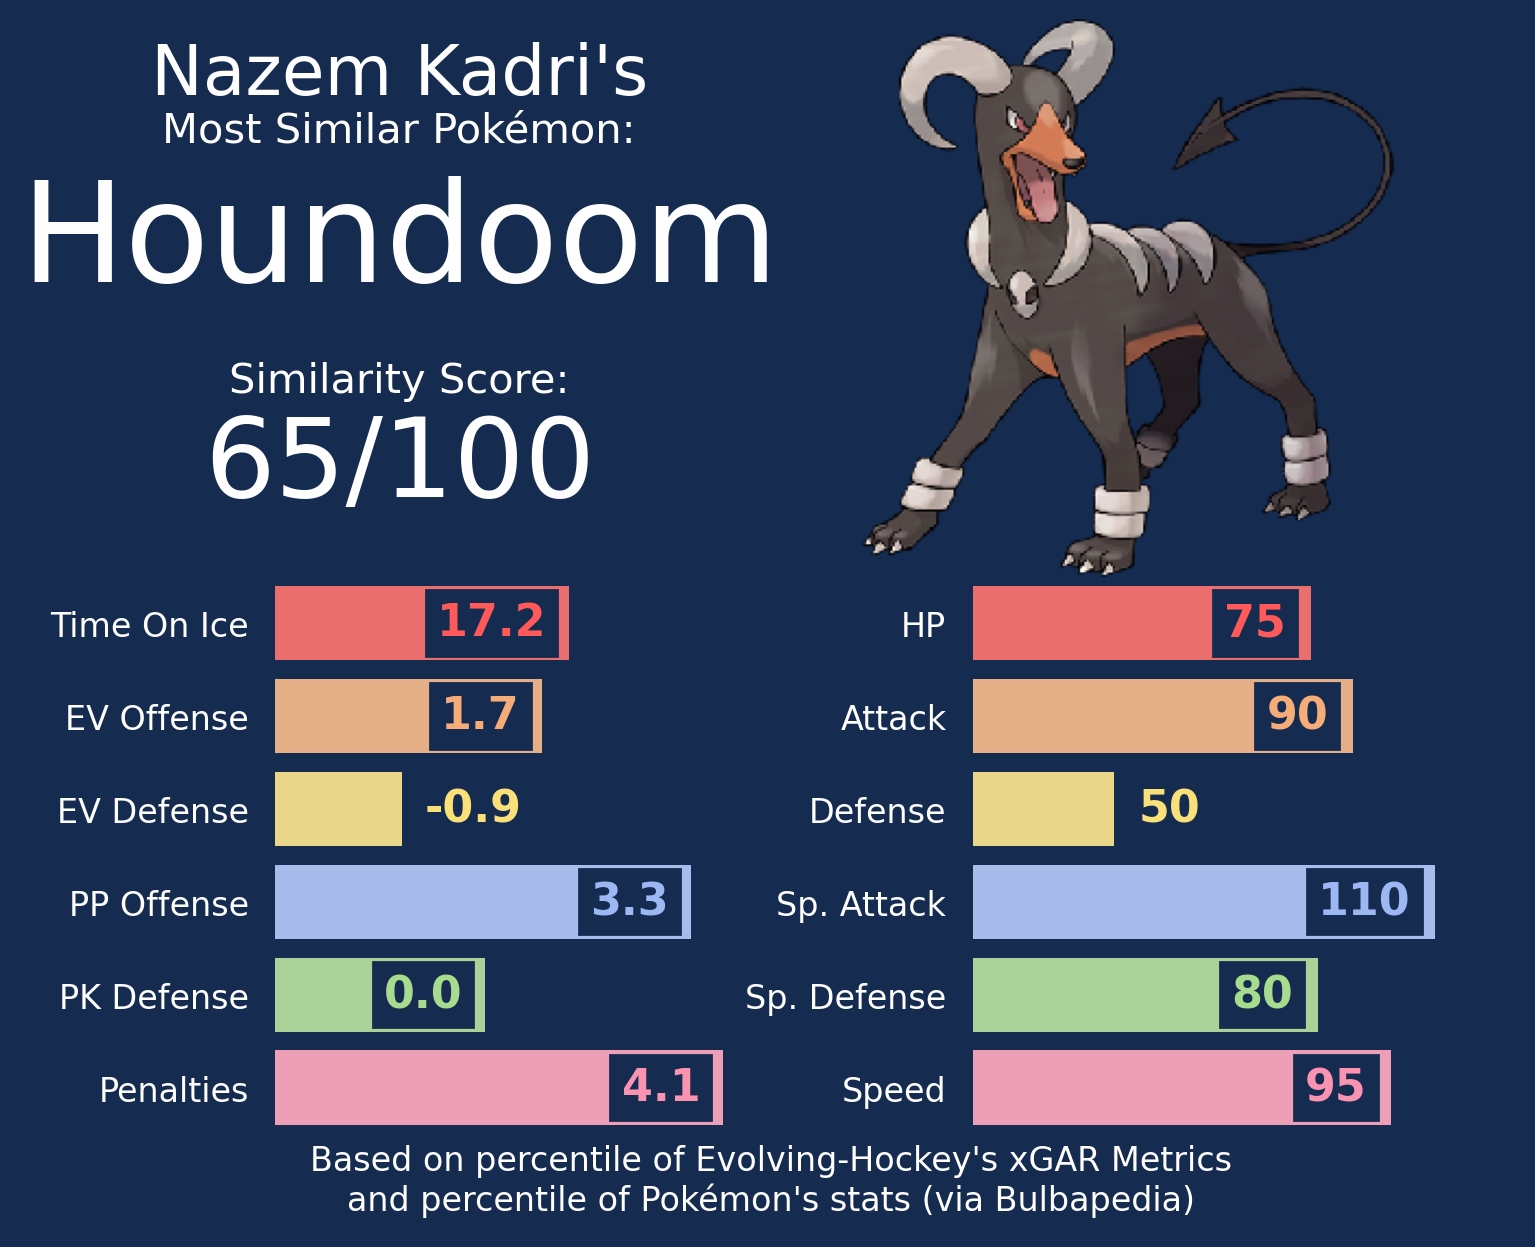 Nazem Kadri's
Most Similar Pokémon:
Houndoom
Similarity Score:
65/100
Time On Ice 17.2
EV Offense 1.7
EV Defense -0.9
PP Offense 3.3
PK Defense 0.0
Penalties 4.1
HP 75
Attack 90
Defense 50
Sp. Attack 110
Sp. Defense 80
Speed 95
Based on percentile of Evolving-Hockey's xGAR Metrics
and percentile of Pokémon's stats (via Bulbapedia)